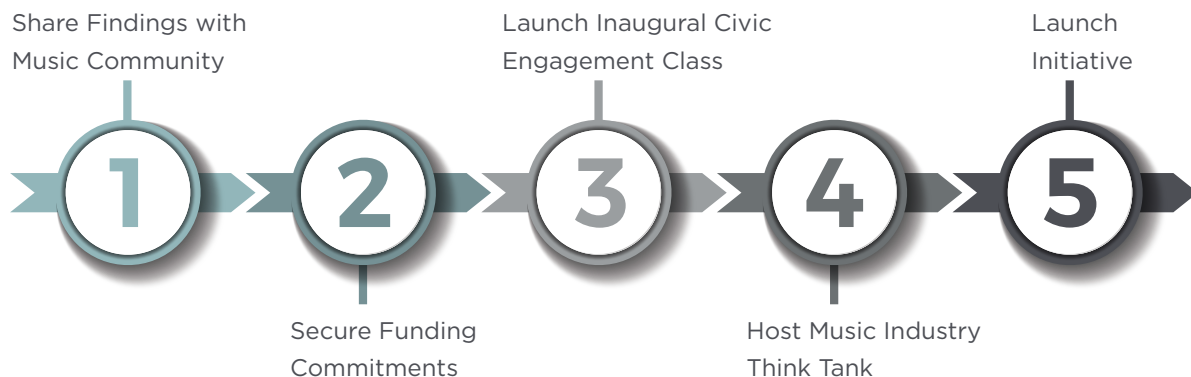 Share Findings with
Music Community
Launch Inaugural Civic
Engagement Class
Launch
Initiative
1
2
3
4
5
Secure Funding
Commitments
Host Music Industry
Think Tank